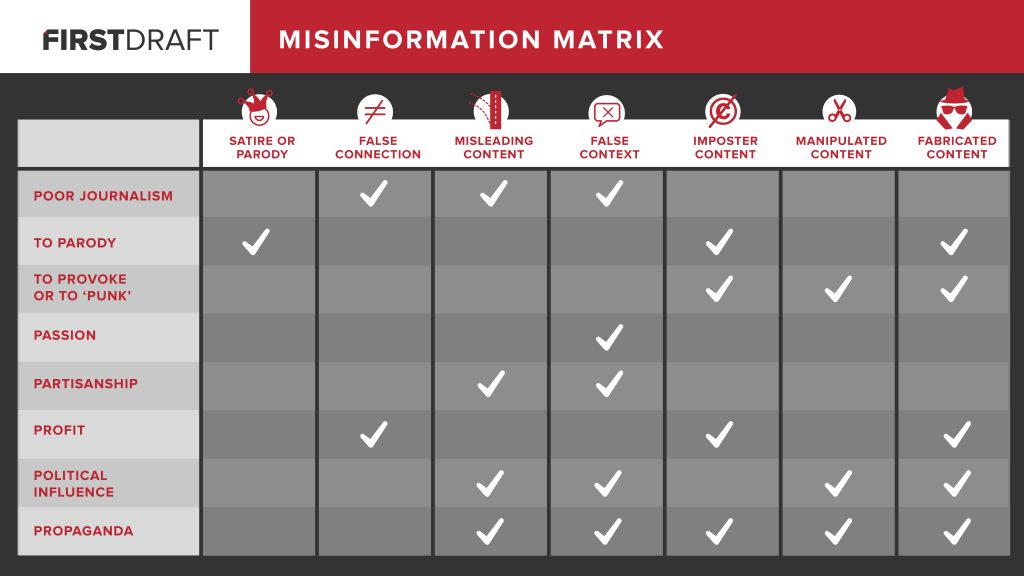 FIRSTDRAFT
MISINFORMATION MATRIX
SATIRE OR
PARODY
FALSE
CONNECTION
MISLEADING
CONTENT
FALSE
CONTEXT
IMPOSTER
CONTENT
MANIPULATED
CONTENT
FABRICATED
CONTENT
POOR JOURNALISM
TO PARODY
TO PROVOKE
OR TO ‘PUNK’
PASSION
PARTISANSHIP
PROFIT
POLITICAL
INFLUENCE
PROPAGANDA